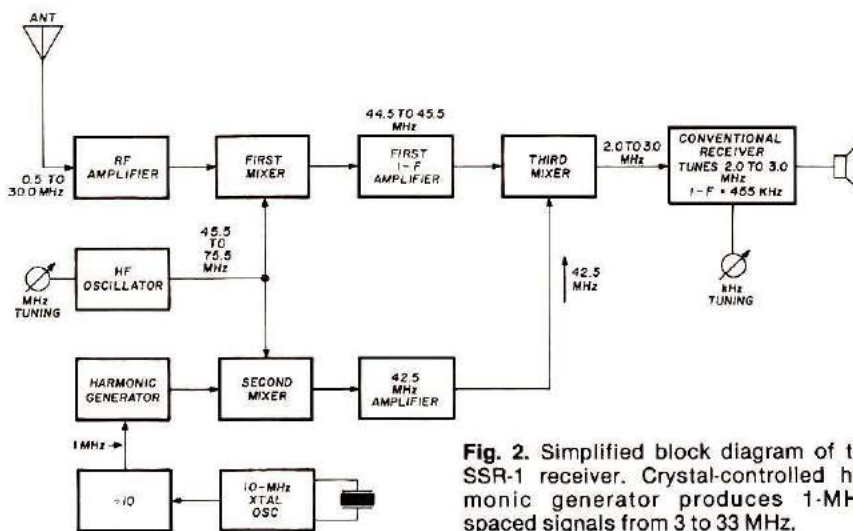 ANT
0.5 TO
30.0 MHz
RF
AMPLIFIER
FIRST
MIXER
44.5 TO 45.5
MHz
FIRST
I-F
AMPLIFIER
THIRD
MIXER
2.0 TO 3.0
MHz
CONVENTIONAL
RECEIVER
TUNES 2.0 TO 3.0
MHz
I-F = 455 KHz
MHz
TUNING
HF
OSCILLATOR
45.5
TO
75.5
MHz
42.5
MHz
kHz
TUNING
HARMONIC
GENERATOR
SECOND
MIXER
42.5
MHz
AMPLIFIER
1 MHz
÷10
10-MHz
XTAL
OSC
Fig. 2. Simplified block diagram of t
SSR-1 receiver. Crystal-controlled h
monic generator produces 1-MH
spaced signals from 3 to 33 MHz.